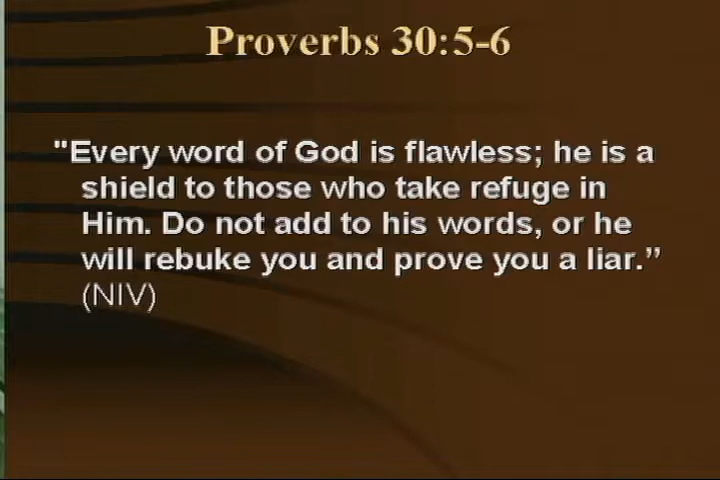 Proverbs 30:5-6
"Every word of God is flawless; he is a
shield to those who take refuge in
Him. Do not add to his words, or he
will rebuke you and prove you a liar.”
(NIV)